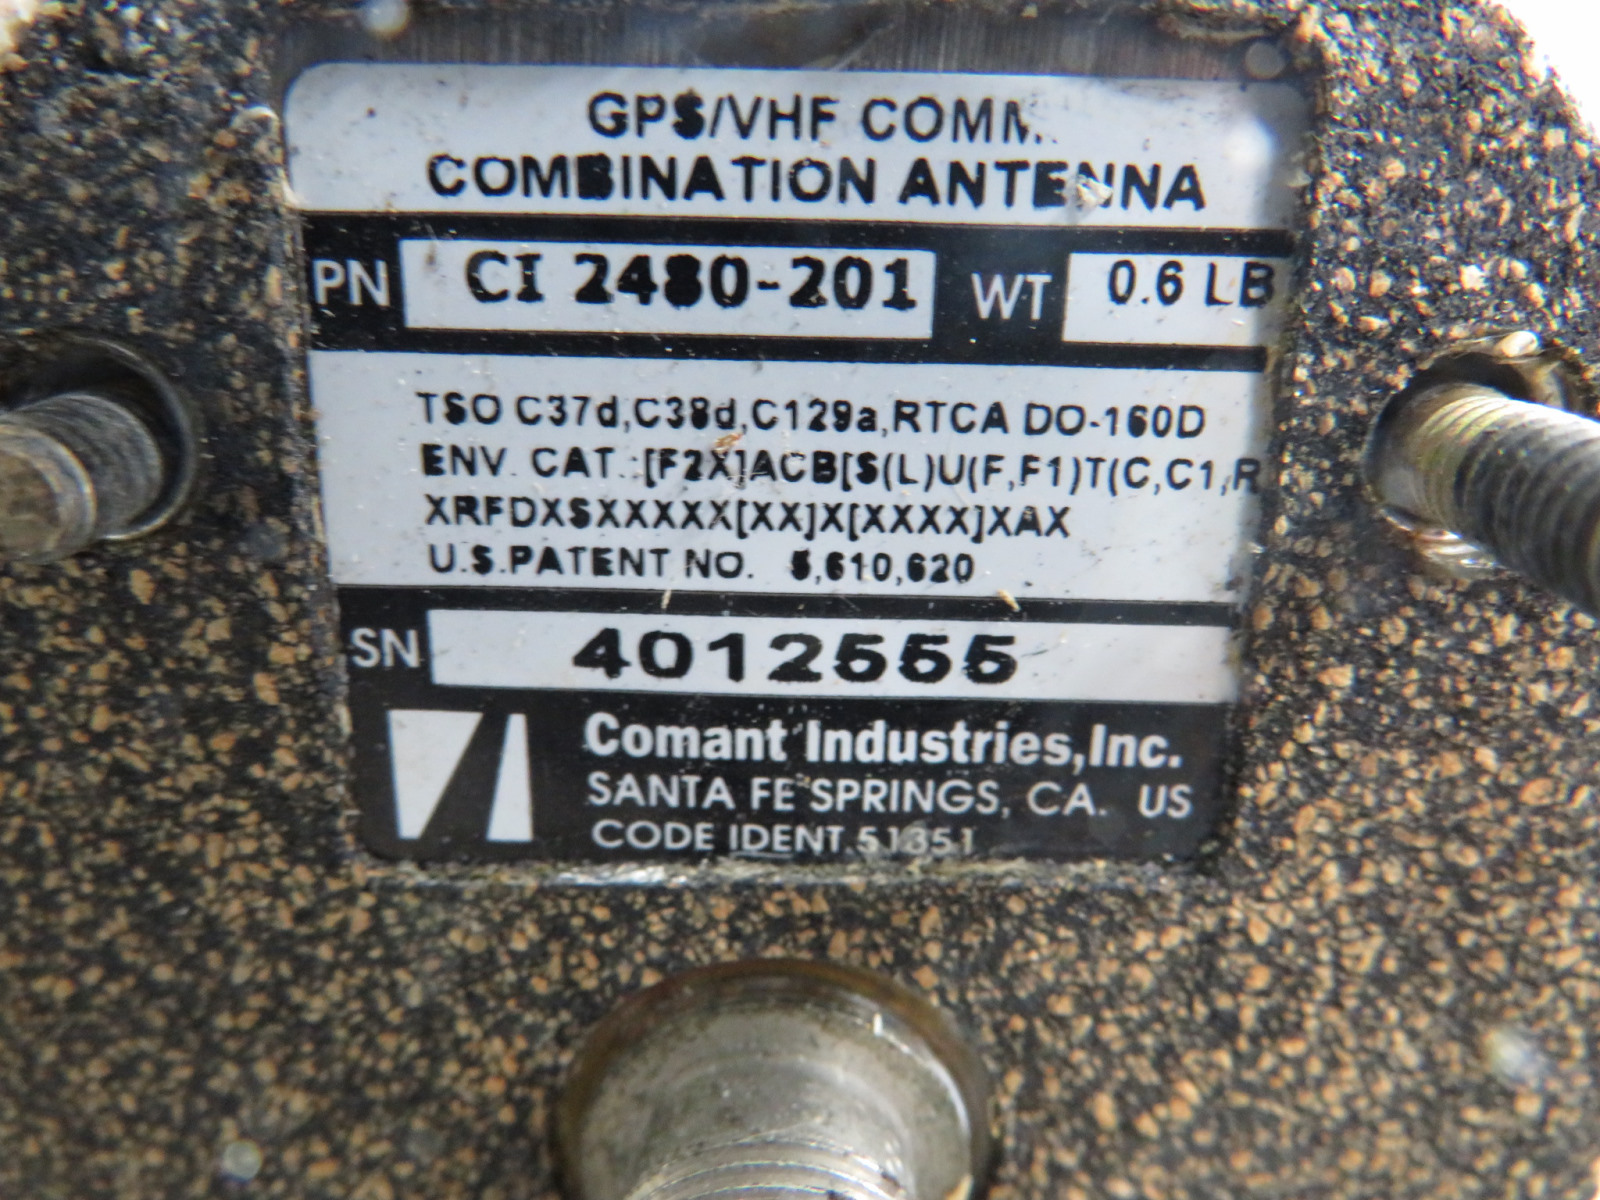 GPS/VHF COMM.
COMBINATION ANTENNA
PN CI 2480-201 WT 0.6 LB
TSO C37d,C38d,C129a,RTCA DO-160D
ENV. CAT.:[F2X]ACB[S(L)U(F,F1)T(C,C1,R
XRFDXSXXXXX[XX]X[XXXX]XAX
U.S.PATENT NO. 5,610,620
SN 4012555
Comant Industries,Inc.
SANTA FE SPRINGS, CA. US
CODE IDENT.51351